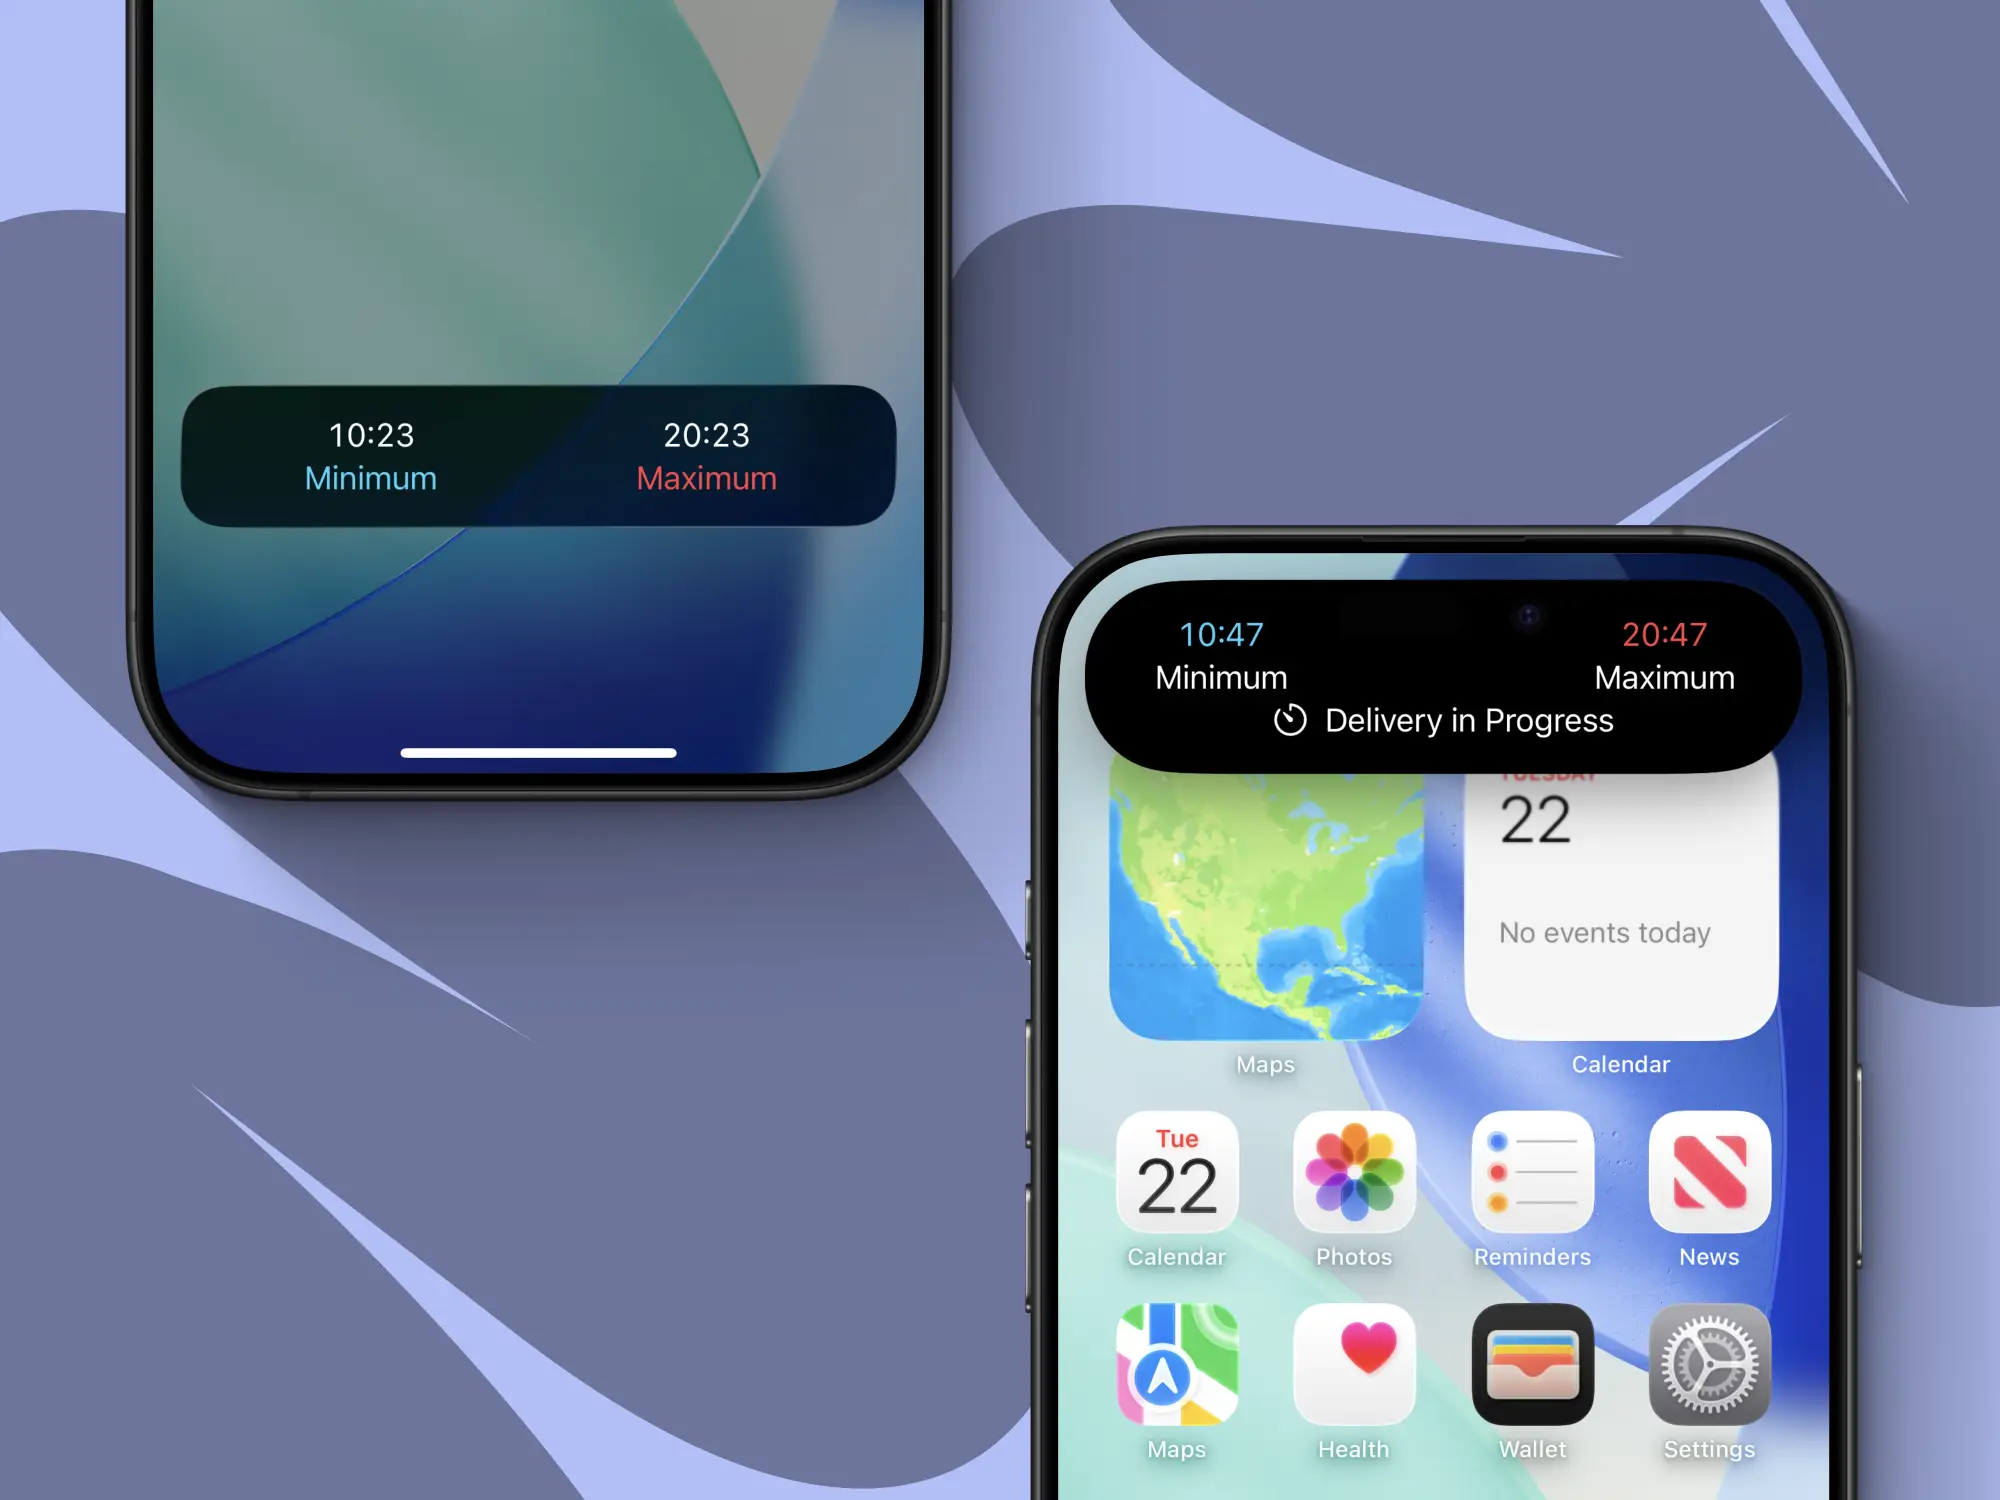 10:23
Minimum
20:23
Maximum
10:47
Minimum
20:47
Maximum
Delivery in Progress
TUESDAY
22
No events today
Maps
Calendar
Tue
22
Calendar
Photos
Reminders
News
Maps
Health
Wallet
Settings